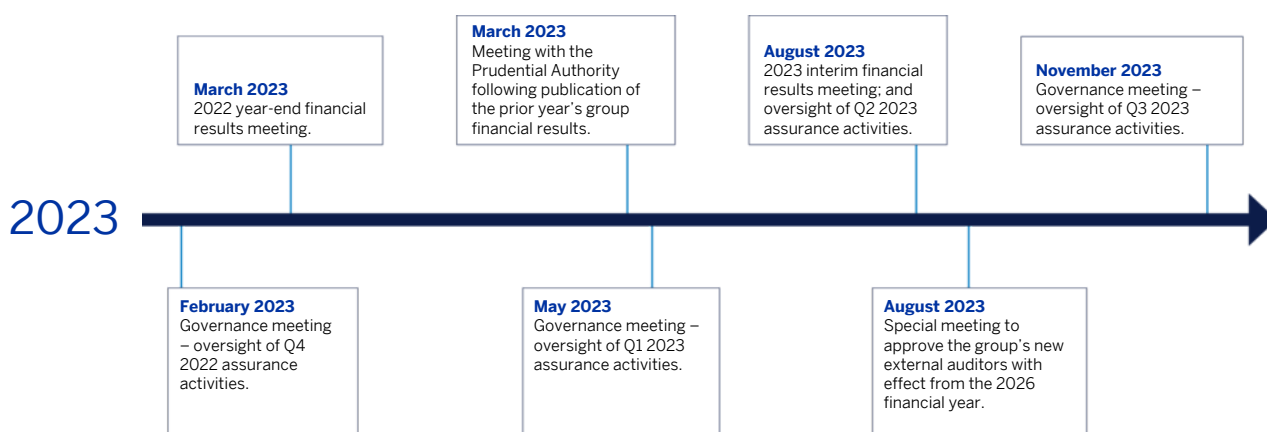 March 2023
2022 year-end financial
results meeting.
March 2023
Meeting with the
Prudential Authority
following publication of
the prior year's group
financial results.
August 2023
2023 interim financial
results meeting; and
oversight of Q2 2023
assurance activities.
November 2023
Governance meeting –
oversight of Q3 2023
assurance activities.
2023
February 2023
Governance meeting
– oversight of Q4
2022 assurance
activities.
May 2023
Governance meeting –
oversight of Q1 2023
assurance activities.
August 2023
Special meeting to
approve the group's new
external auditors with
effect from the 2026
financial year.